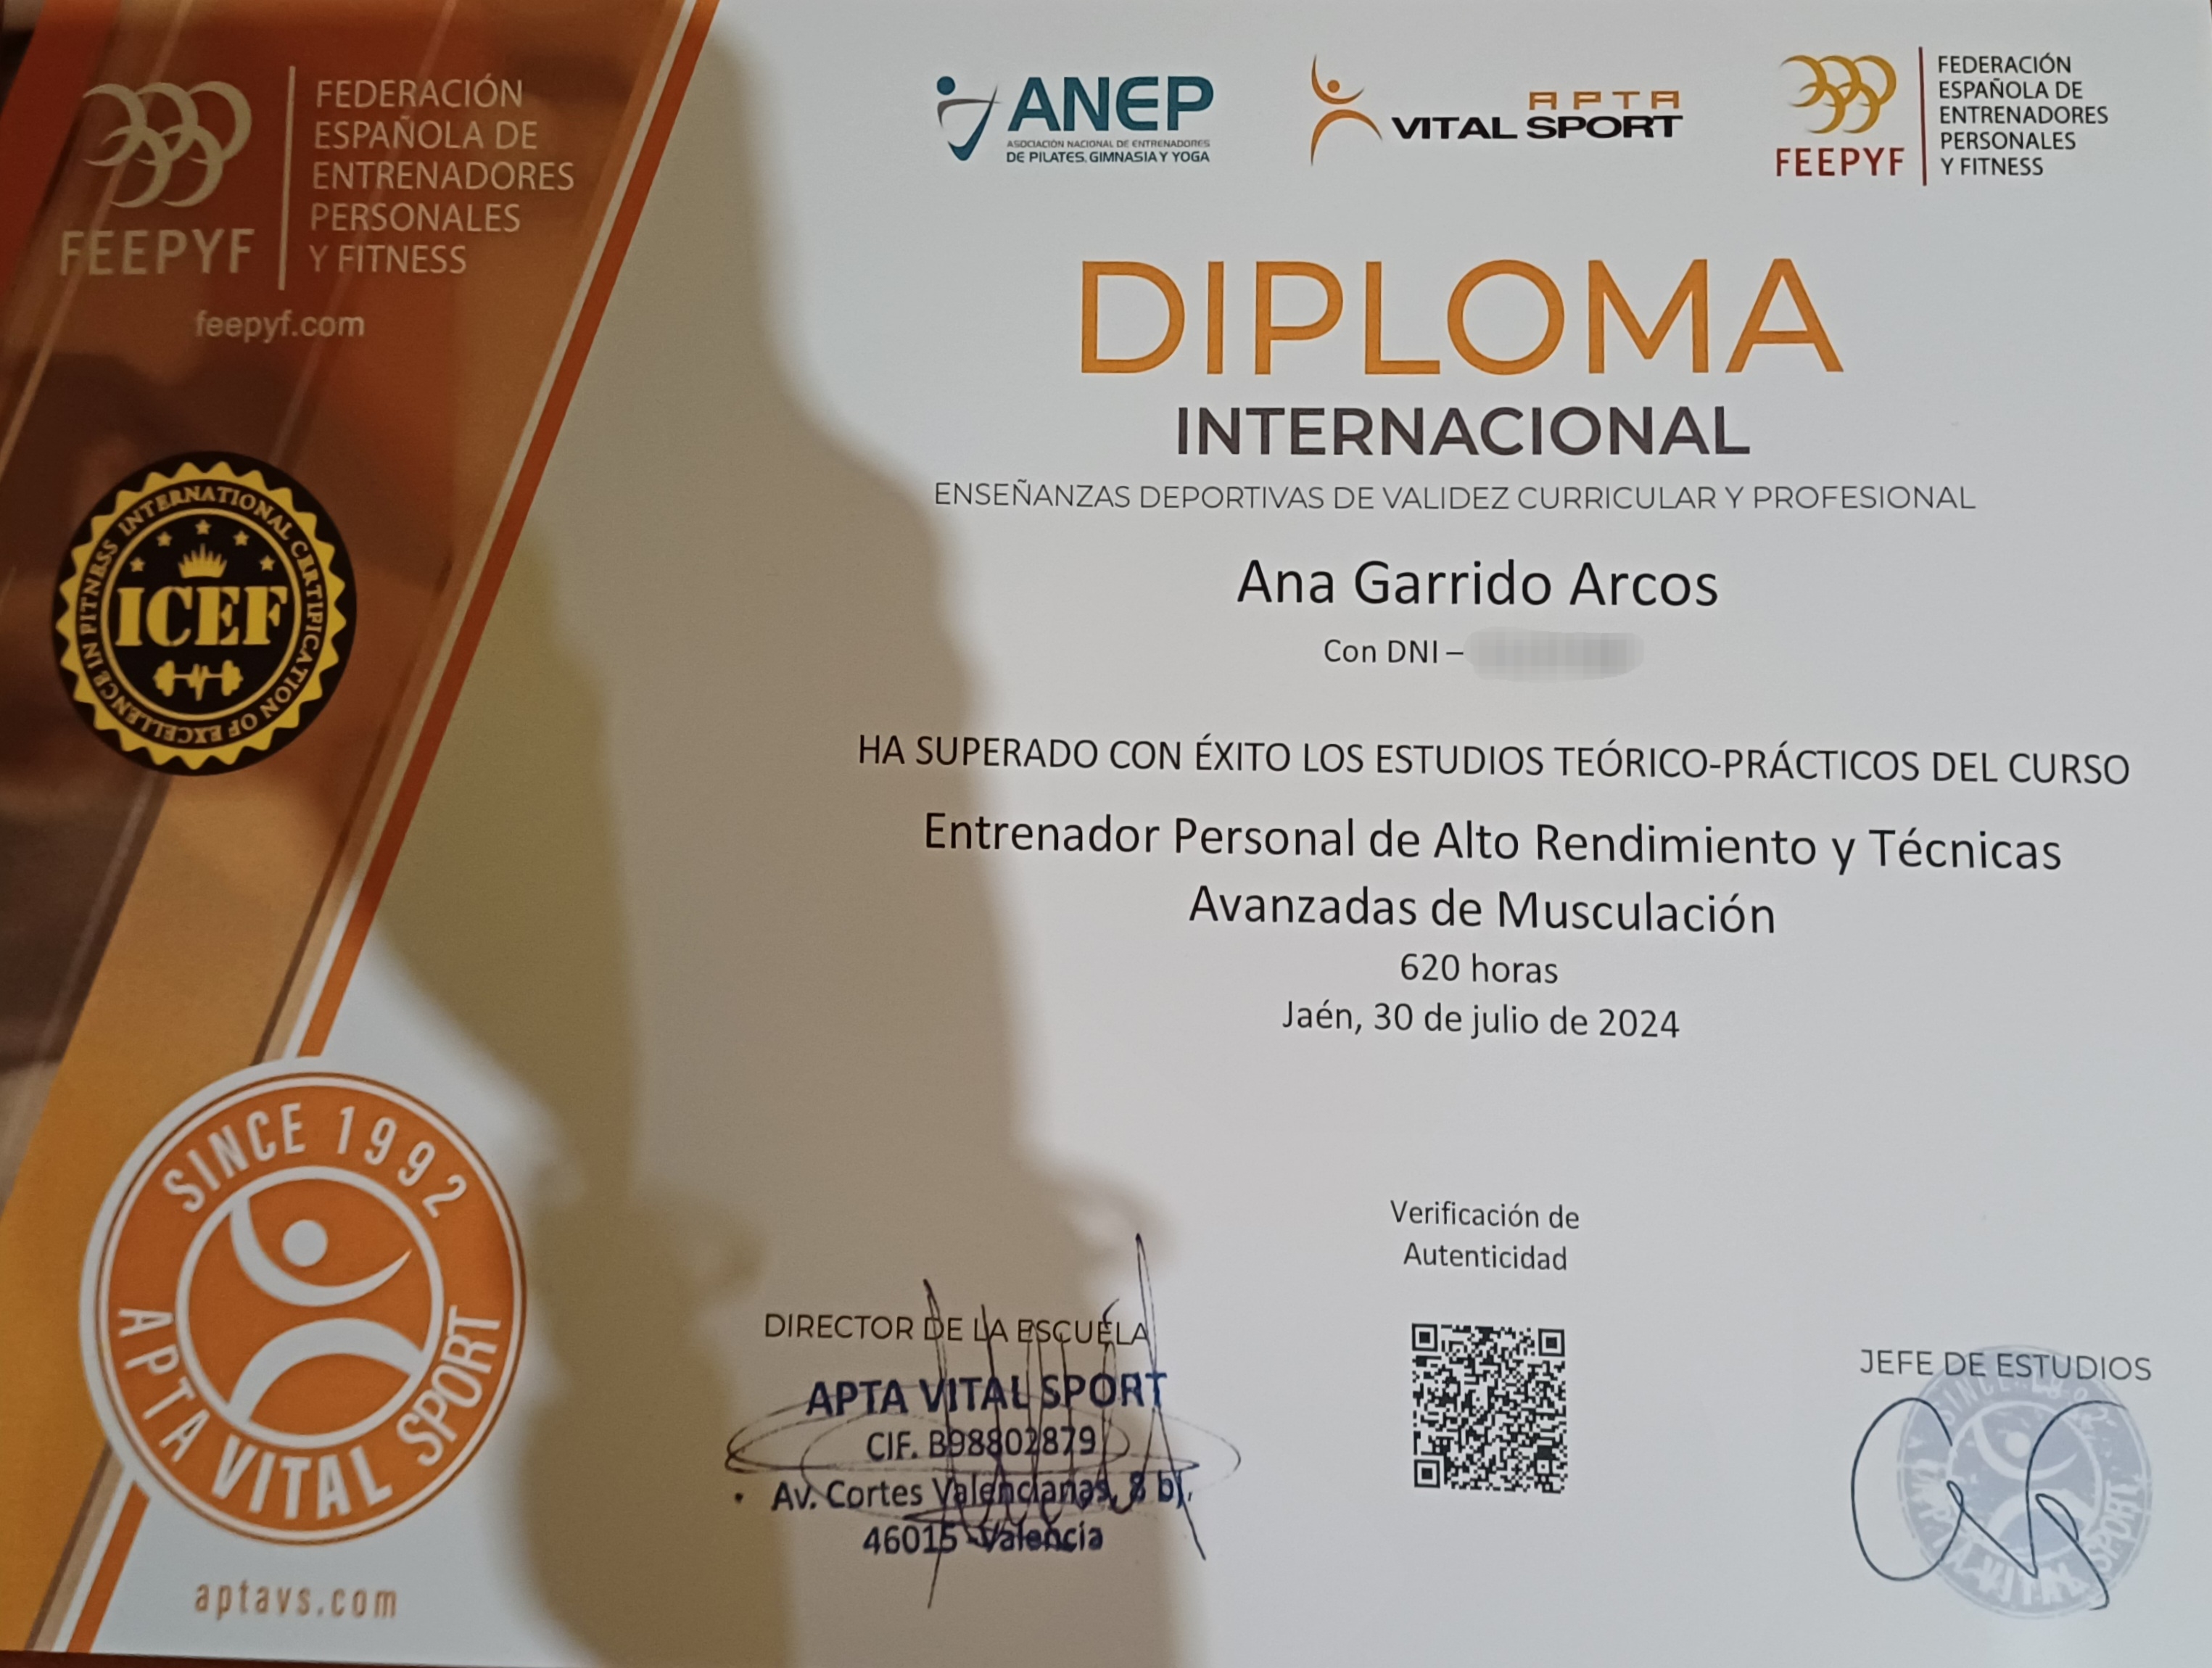 FEDERACIÓN
ESPAÑOLA DE
ENTRENADORES
PERSONALES
Y FITNESS
FEEPYF
feepyf.com
INTERNATIONAL CERTIFICATION OF EXCELLENCE IN FITNESS
ICEF
SINCE 1992
APTA VITAL SPORT
aptavs.com
ANEP
ASOCIACIÓN NACIONAL DE ENTRENADORES
DE PILATES, GIMNASIA Y YOGA
APTA
VITAL SPORT
FEEPYF
FEDERACIÓN
ESPAÑOLA DE
ENTRENADORES
PERSONALES
Y FITNESS
DIPLOMA
INTERNACIONAL
ENSEÑANZAS DEPORTIVAS DE VALIDEZ CURRICULAR Y PROFESIONAL
Ana Garrido Arcos
Con DNI –
HA SUPERADO CON ÉXITO LOS ESTUDIOS TEÓRICO-PRÁCTICOS DEL CURSO
Entrenador Personal de Alto Rendimiento y Técnicas
Avanzadas de Musculación
620 horas
Jaén, 30 de julio de 2024
Verificación de
Autenticidad
DIRECTOR DE LA ESCUELA
APTA VITAL SPORT
CIF. B98802879
Av. Cortes Valencianas, 8 bj.
46015 -Valencia
JEFE DE ESTUDIOS
SINCE 1992
APTA VITAL SPORT